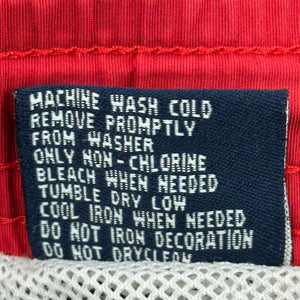 MACHINE WASH COLD
REMOVE PROMPTLY
FROM WASHER
ONLY NON-CHLORINE
BLEACH WHEN NEEDED
TUMBLE DRY LOW
COOL IRON WHEN NEEDED
DO NOT IRON DECORATION
DO NOT DRYCLEAN